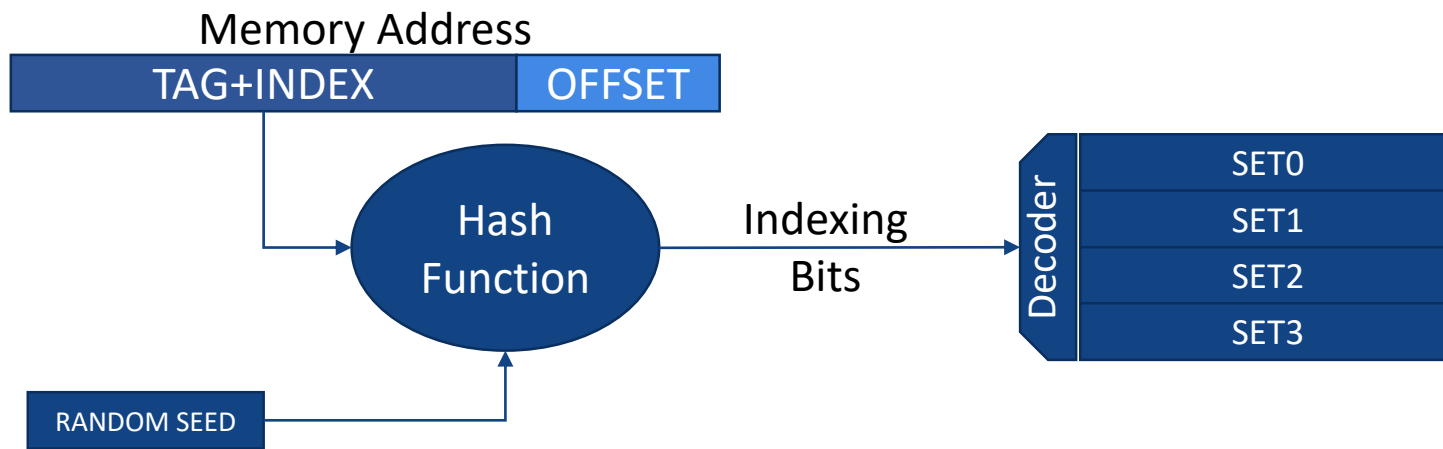 Memory Address
TAG+INDEX
OFFSET
Hash
Function
Indexing
Bits
Decoder
SET0
SET1
SET2
SET3
RANDOM SEED